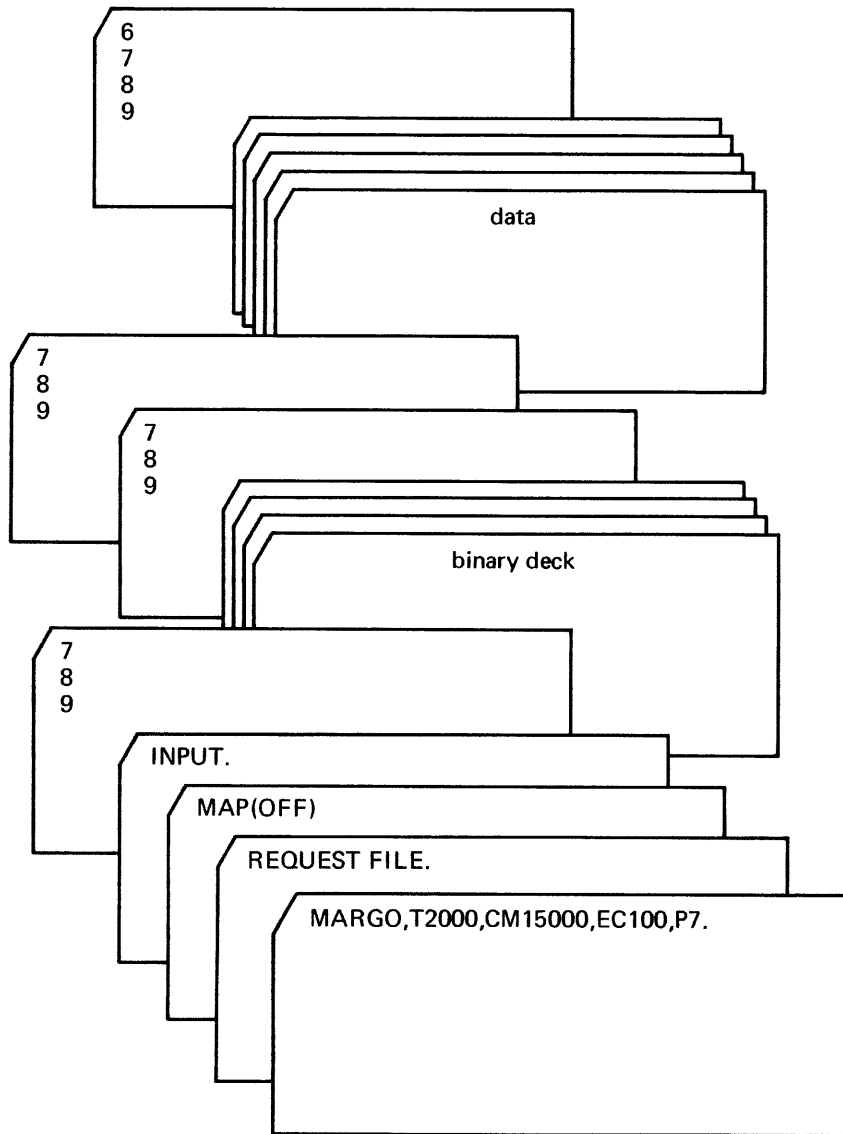 6
7
8
9
data
7
8
9
7
8
9
binary deck
7
8
9
INPUT.
MAP(OFF)
REQUEST FILE.
MARGO,T2000,CM15000,EC100,P7.